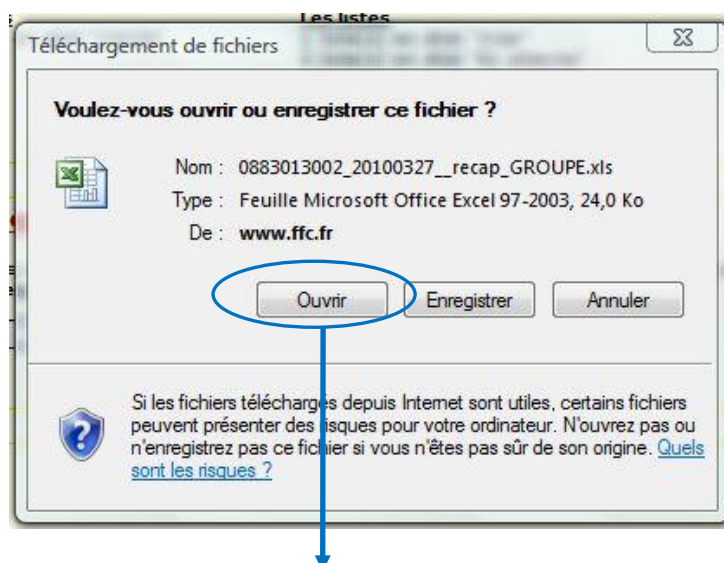 Les listes
Téléchargement de fichiers
Voulez-vous ouvrir ou enregistrer ce fichier ?
Nom : 0883013002_20100327__recap_GROUPE.xls
Type : Feuille Microsoft Office Excel 97-2003, 24,0 Ko
De : www.ffc.fr
Ouvrir Enregistrer Annuler
Si les fichiers téléchargés depuis Internet sont utiles, certains fichiers
peuvent présenter des risques pour votre ordinateur. N'ouvrez pas ou
n'enregistrez pas ce fichier si vous n'êtes pas sûr de son origine. Quels
sont les risques ?